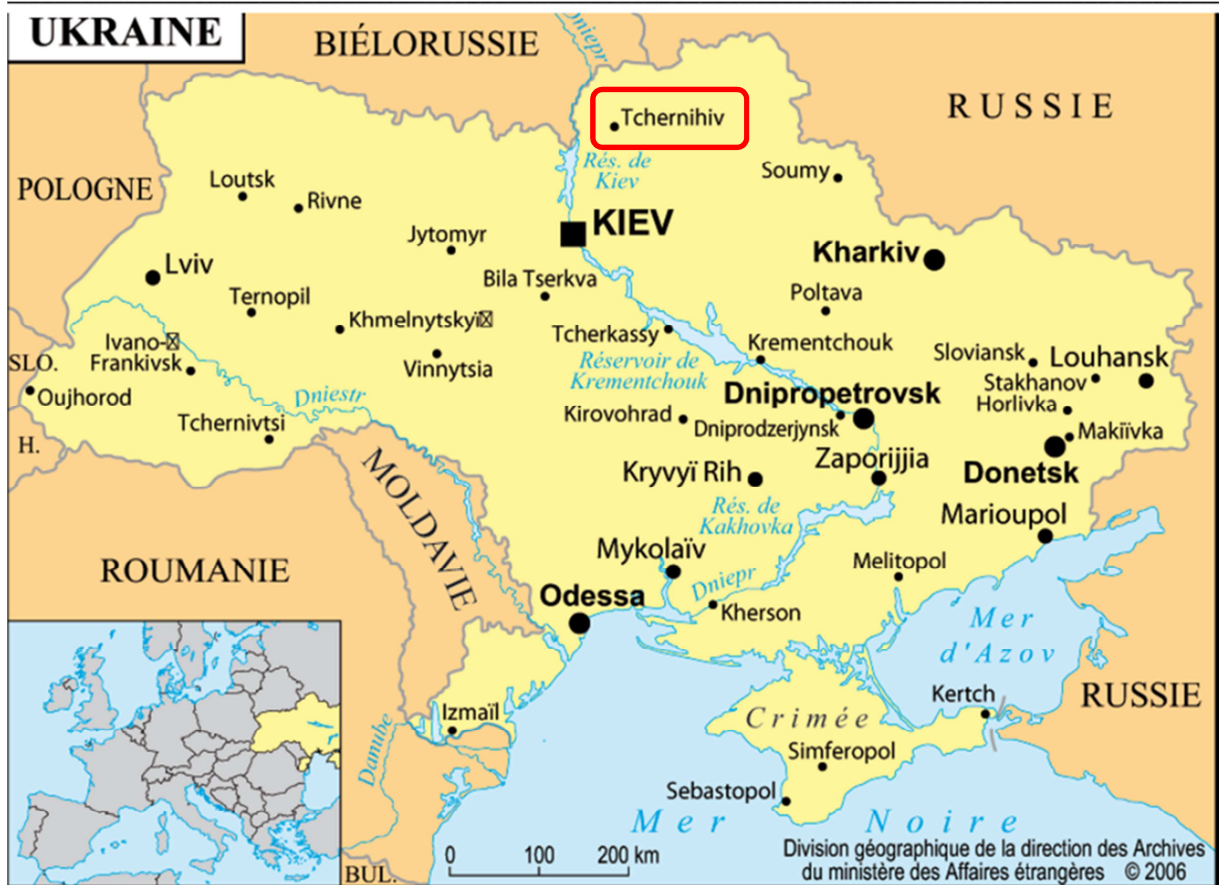 UKRAINE
BIÉLORUSSIE
Dniepr
RUSSIE
Tchernihiv
Rés. de
Kiev
Soumy
POLOGNE
Loutsk
Rivne
KIEV
Jytomyr
Kharkiv
Lviv
Bila Tserkva
Ternopil
Poltava
Khmelnytskyï
Ivano-
Frankivsk
Tcherkassy
Krementchouk
Sloviansk
Louhansk
SLO.
Vinnytsia
Réservoir de
Krementchouk
Stakhanov
Oujhorod
Dniestr
Dnipropetrovsk
Horlivka
Tchernivtsi
Kirovohrad
Dniprodzerjynsk
Makiïvka
H.
MOLDAVIE
Kryvyï Rih
Zaporijjia
Donetsk
Rés. de
Kakhovka
Marioupol
ROUMANIE
Mykolaïv
Melitopol
Dniepr
Odessa
Kherson
Mer
d'Azov
RUSSIE
Kertch
Izmaïl
Crimée
Danube
Simferopol
Sebastopol
Mer Noire
0 100 200 km
BUL.
Division géographique de la direction des Archives
du ministère des Affaires étrangères © 2006